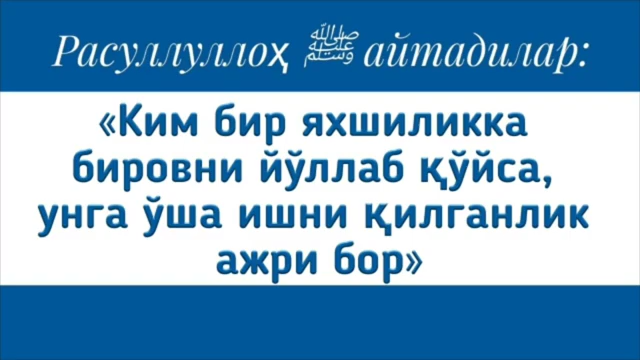 Расуллуллоҳ ﷺ айтадилар:
«Ким бир яхшиликка
бировни йўллаб қўйса,
унга ўша ишни қилганлик
ажри бор»